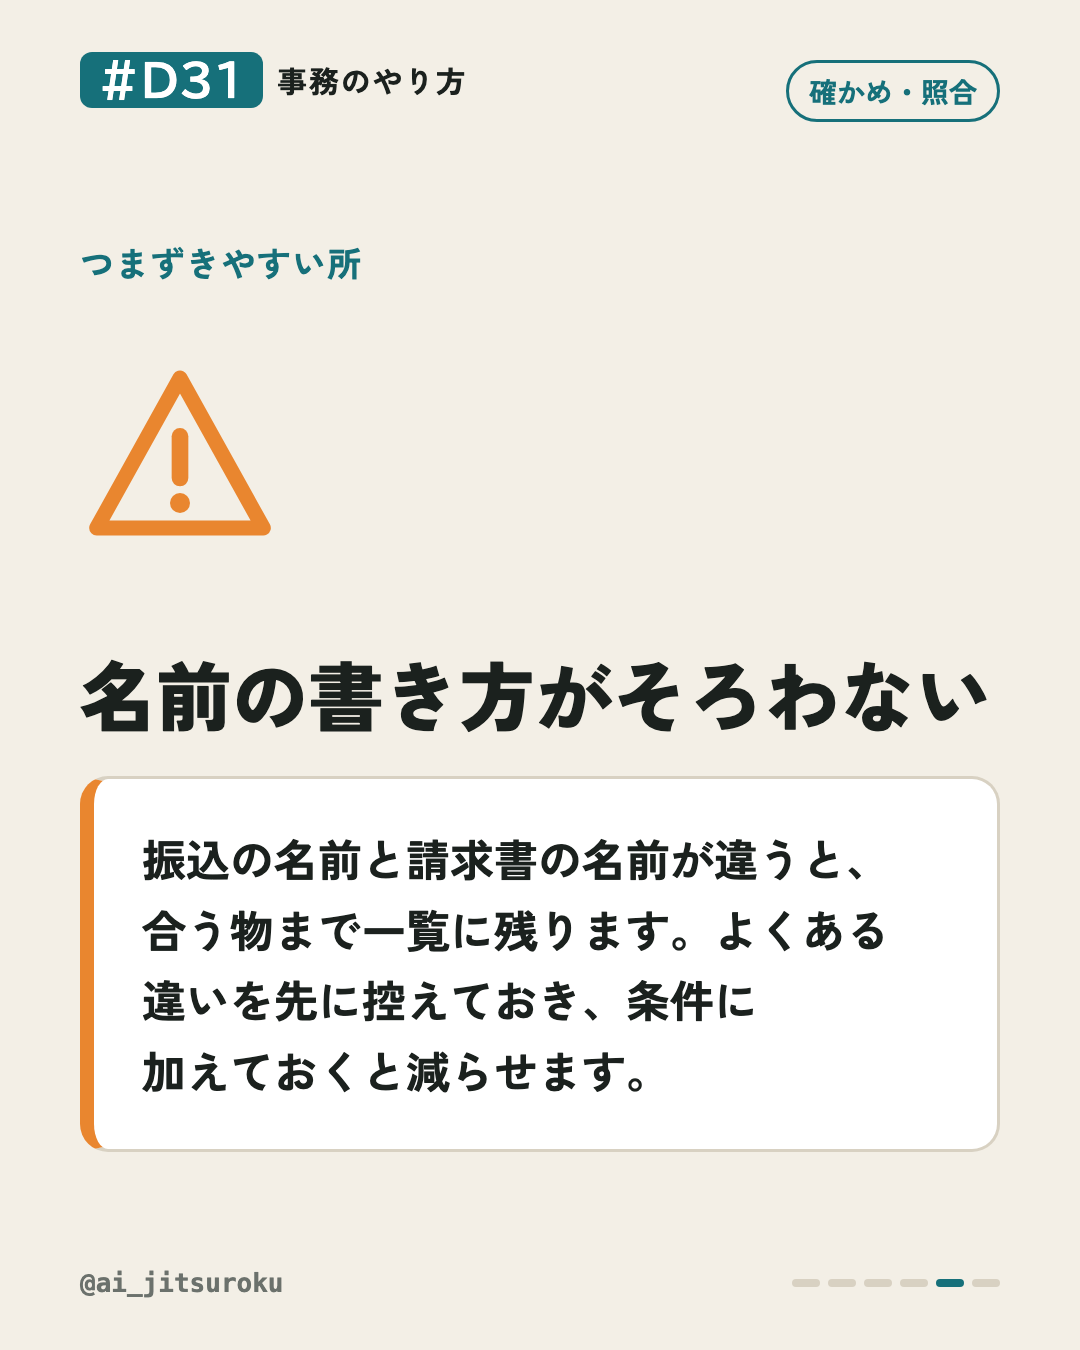 #D31 事務のやり方
確かめ・照合
つまずきやすい所
名前の書き方がそろわない
振込の名前と請求書の名前が違うと、
合う物まで一覧に残ります。よくある
違いを先に控えておき、条件に
加えておくと減らせます。
@ai_jitsuroku